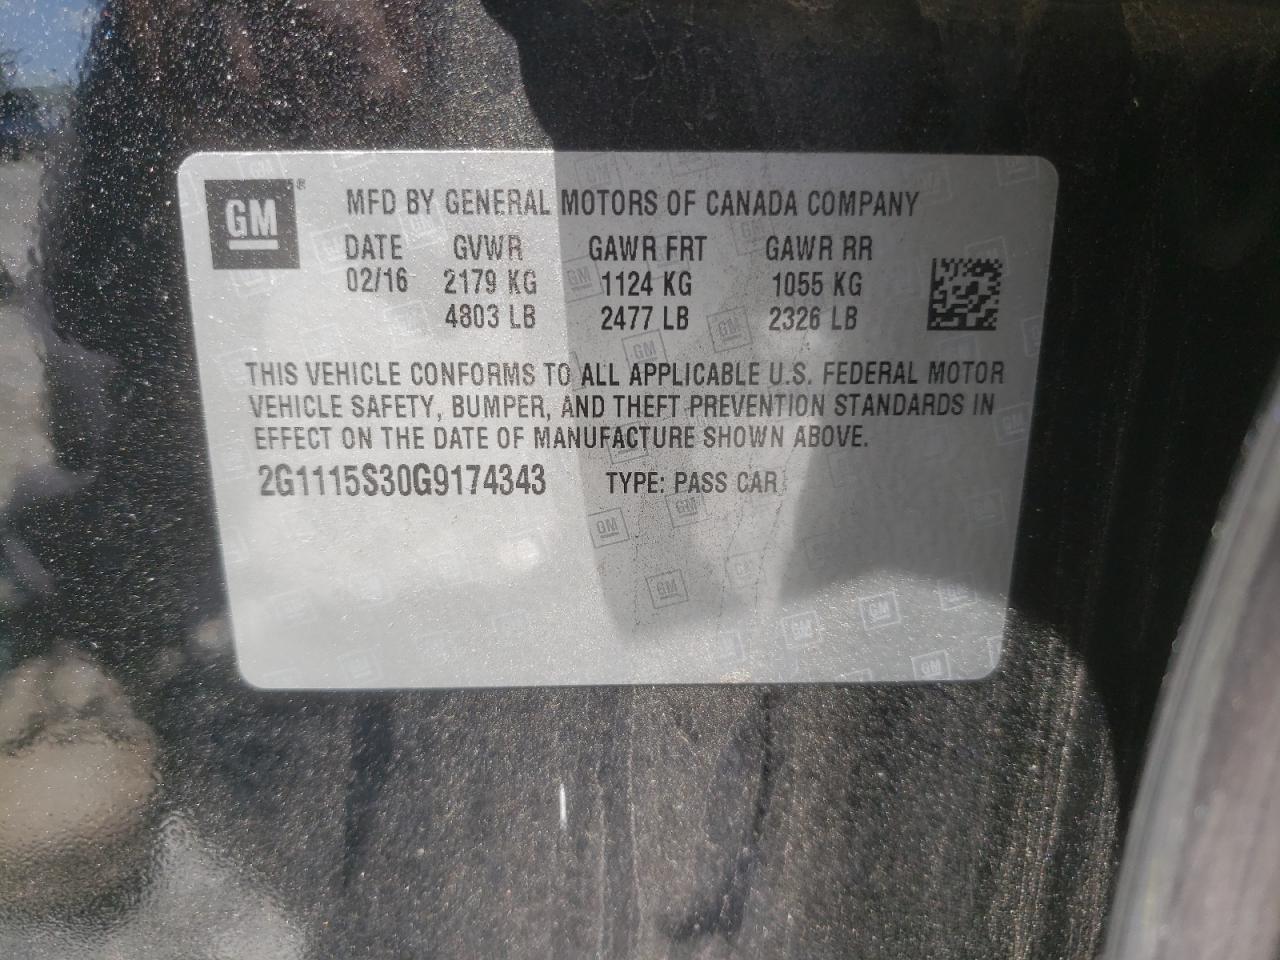 GM® MFD BY GENERAL MOTORS OF CANADA COMPANY
DATE GVWR GAWR FRT GAWR RR
02/16 2179 KG 1124 KG 1055 KG
4803 LB 2477 LB 2326 LB
THIS VEHICLE CONFORMS TO ALL APPLICABLE U.S. FEDERAL MOTOR
VEHICLE SAFETY, BUMPER, AND THEFT PREVENTION STANDARDS IN
EFFECT ON THE DATE OF MANUFACTURE SHOWN ABOVE.
2G1115S30G9174343 TYPE: PASS CAR